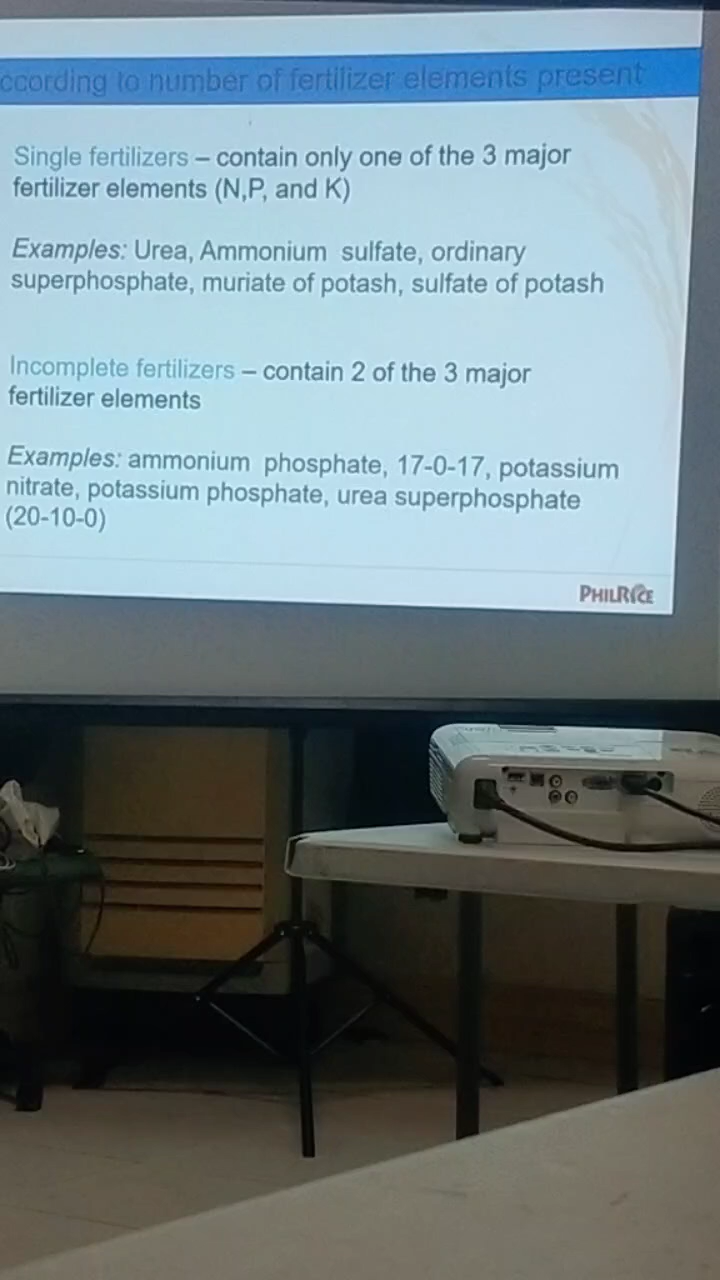 ccording to number of fertilizer elements present
Single fertilizers – contain only one of the 3 major
fertilizer elements (N,P, and K)
Examples: Urea, Ammonium sulfate, ordinary
superphosphate, muriate of potash, sulfate of potash
Incomplete fertilizers – contain 2 of the 3 major
fertilizer elements
Examples: ammonium phosphate, 17-0-17, potassium
nitrate, potassium phosphate, urea superphosphate
(20-10-0)
PHILRICE